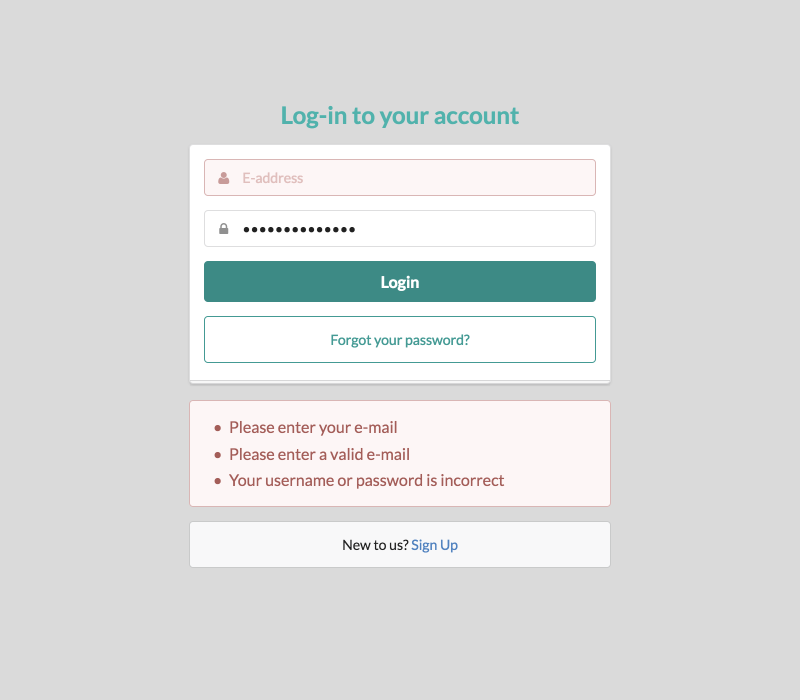 Log-in to your account
E-address
••••••••••••••
Login
Forgot your password?
• Please enter your e-mail
• Please enter a valid e-mail
• Your username or password is incorrect
New to us? Sign Up